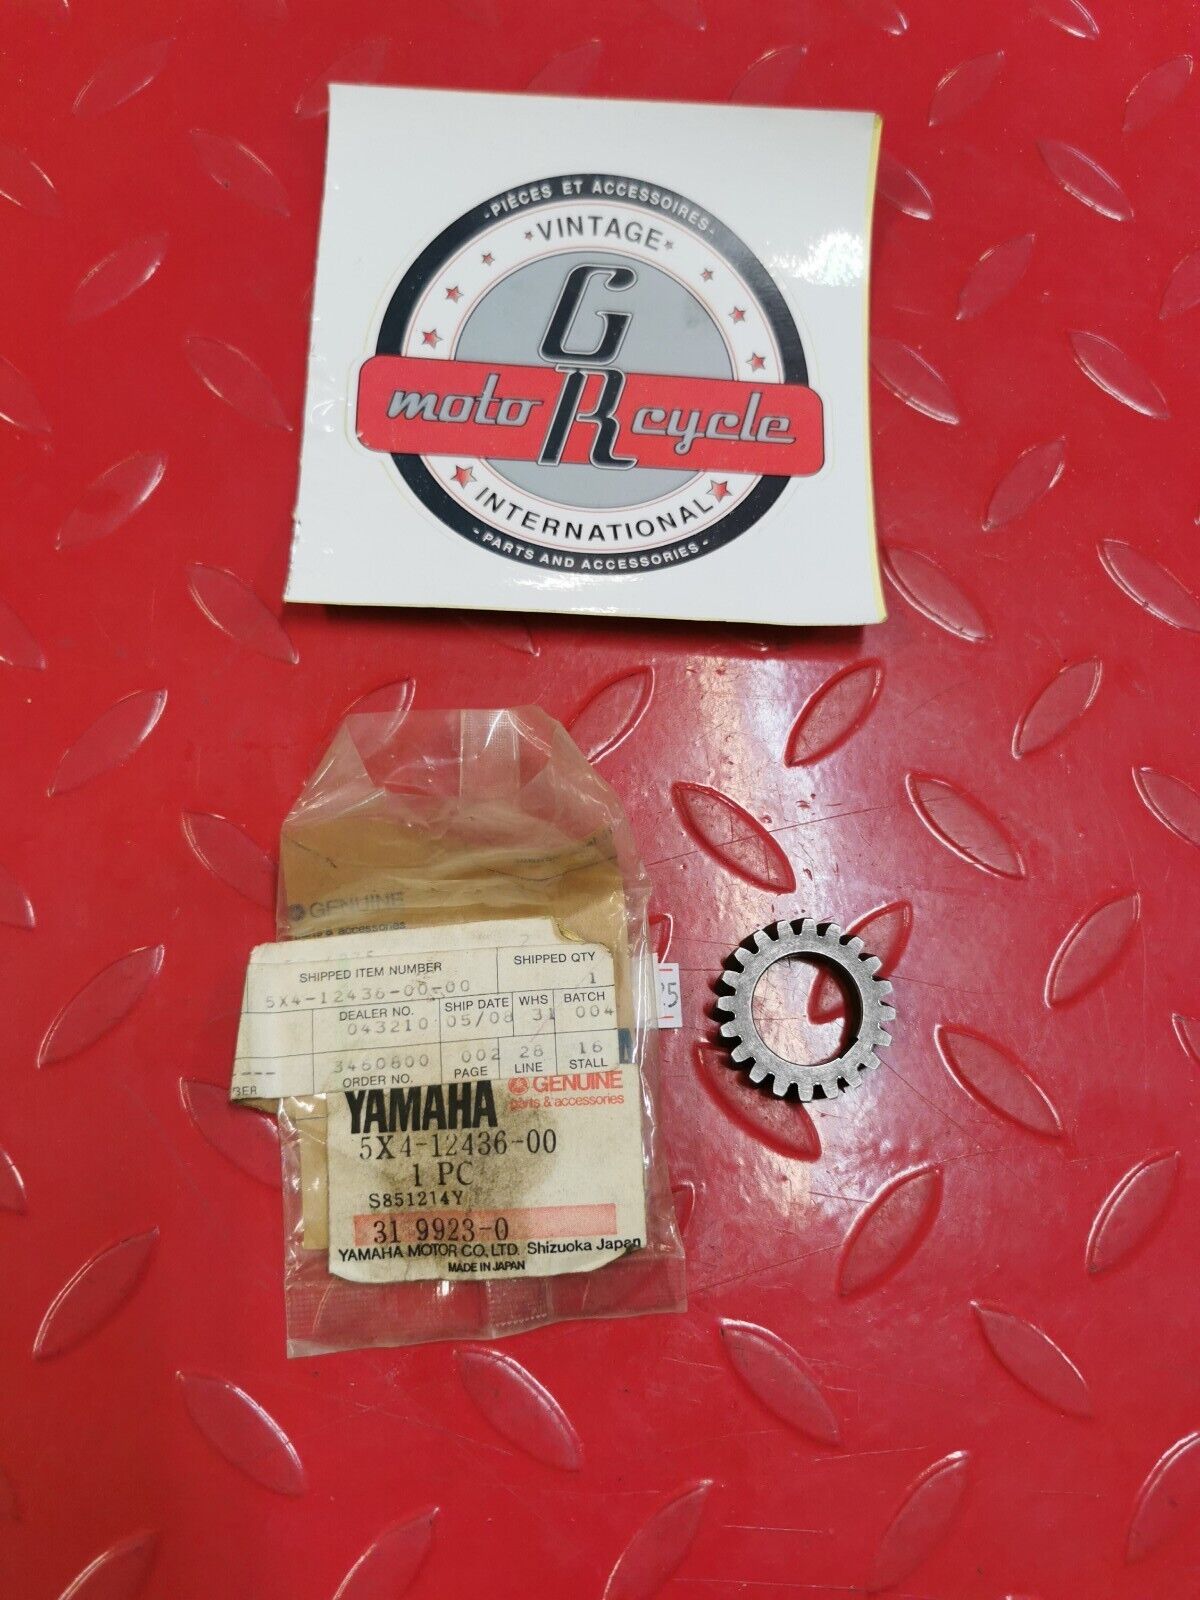 -PIÈCES ET ACCESSOIRES-
VINTAGE
GR
moto cycle
INTERNATIONAL
-PARTS AND ACCESSORIES-
GENUINE
accessories
SHIPPED ITEM NUMBER SHIPPED QTY
5X4-12436-00-00 1
DEALER NO. SHIP DATE WHS BATCH
043210 05/08 31 004
3460800 002 28 16
ORDER NO. PAGE LINE STALL
YAMAHA GENUINE
parts & accessories
5X4-12436-00
1 PC
S851214Y
31 9923-0
YAMAHA MOTOR CO., LTD. Shizuoka Japan
MADE IN JAPAN